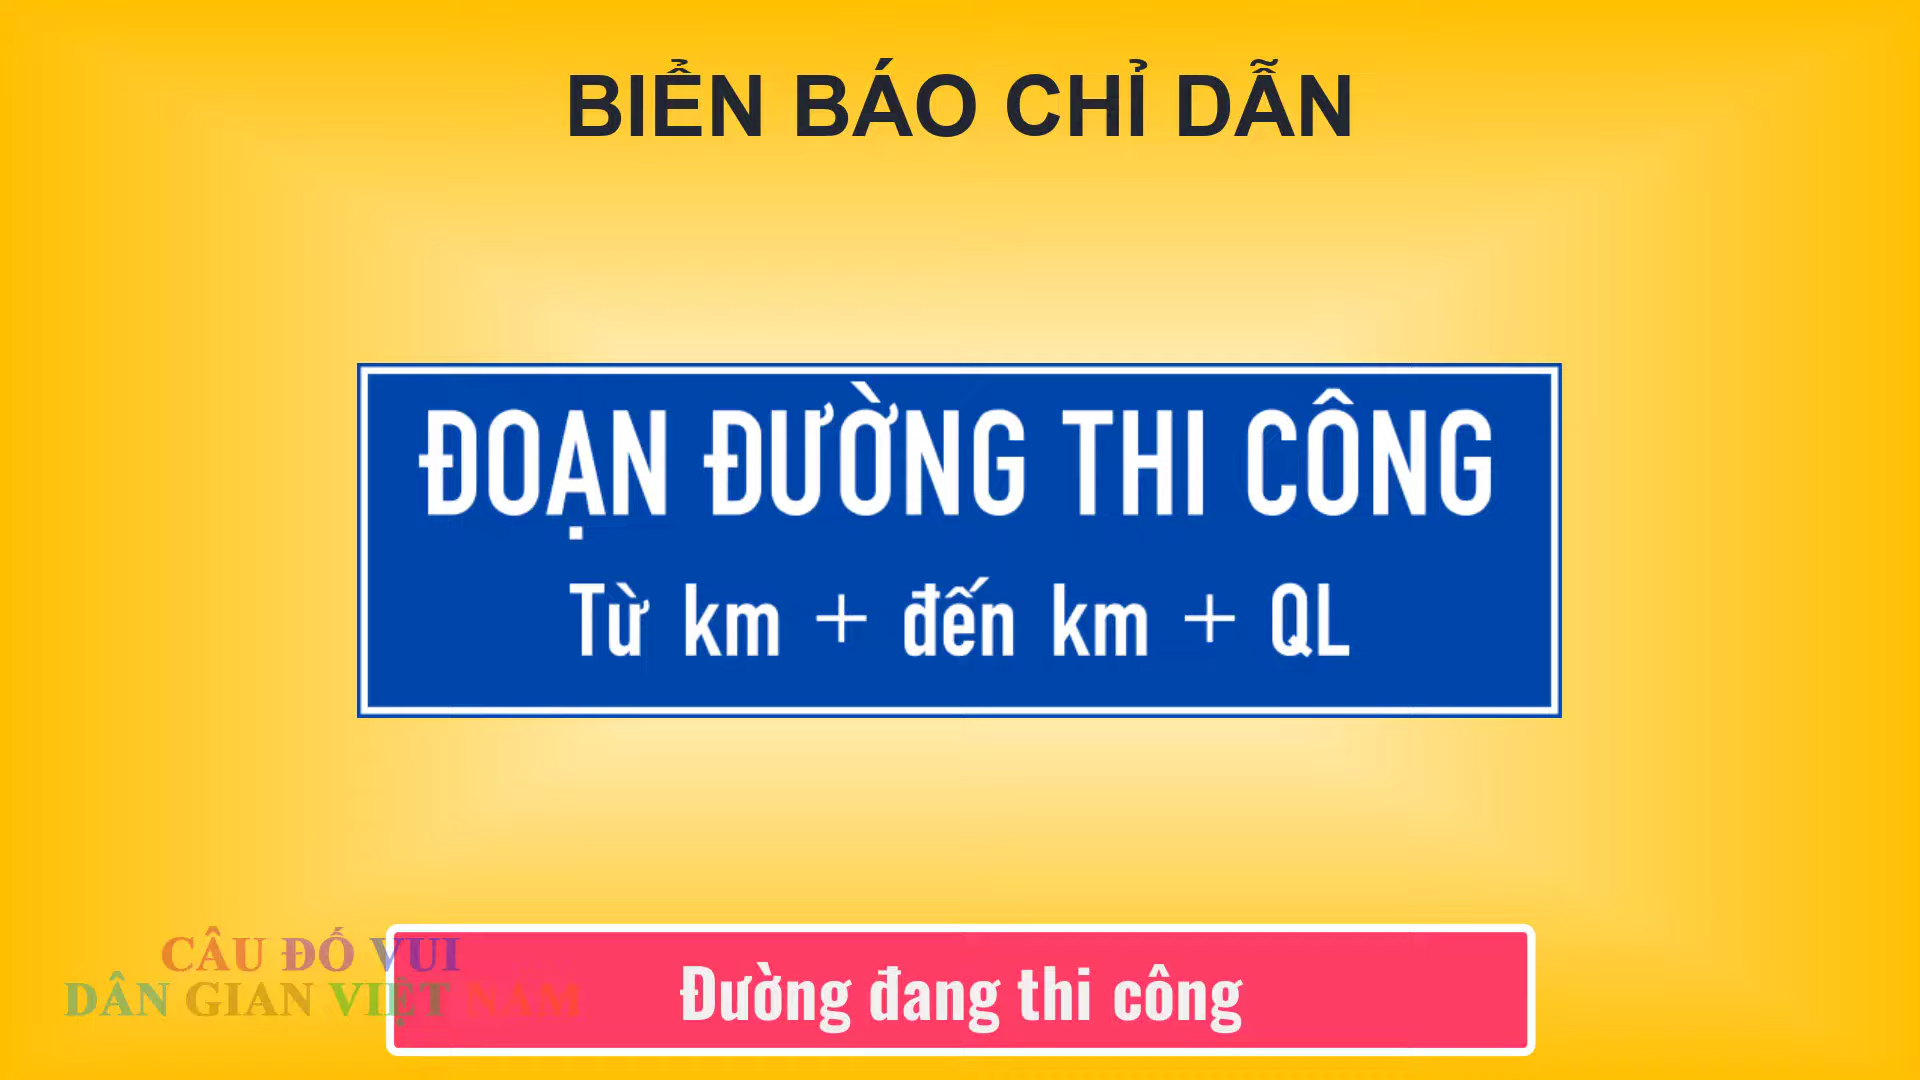 BIỂN BÁO CHỈ DẪN
ĐOẠN ĐƯỜNG THI CÔNG
Từ km + đến km + QL
CÂU ĐỐ VUI
DÂN GIAN VIỆT NAM
Đường đang thi công